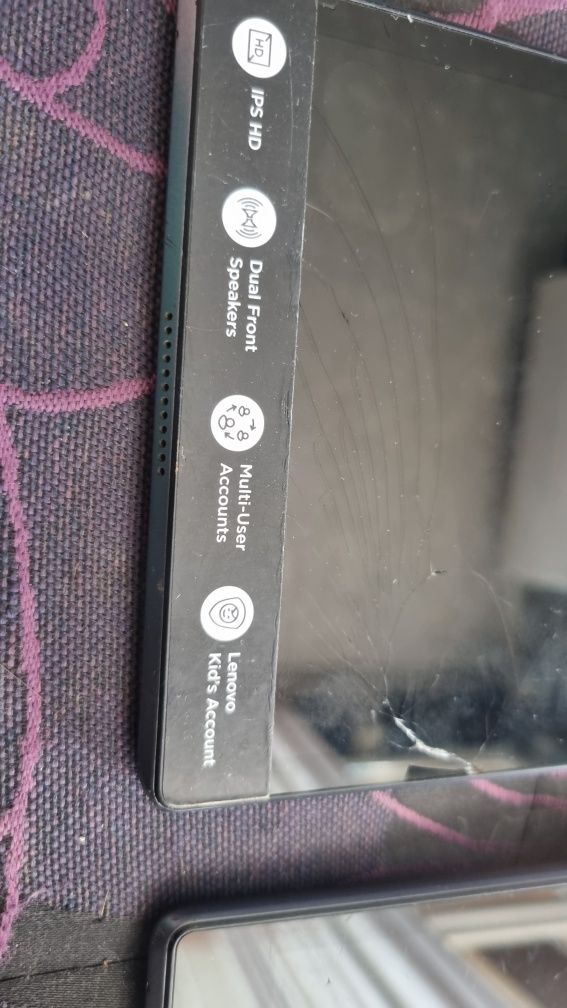 HD
IPS HD
Dual Front
Speakers
Multi-User
Accounts
Lenovo
Kid's Account